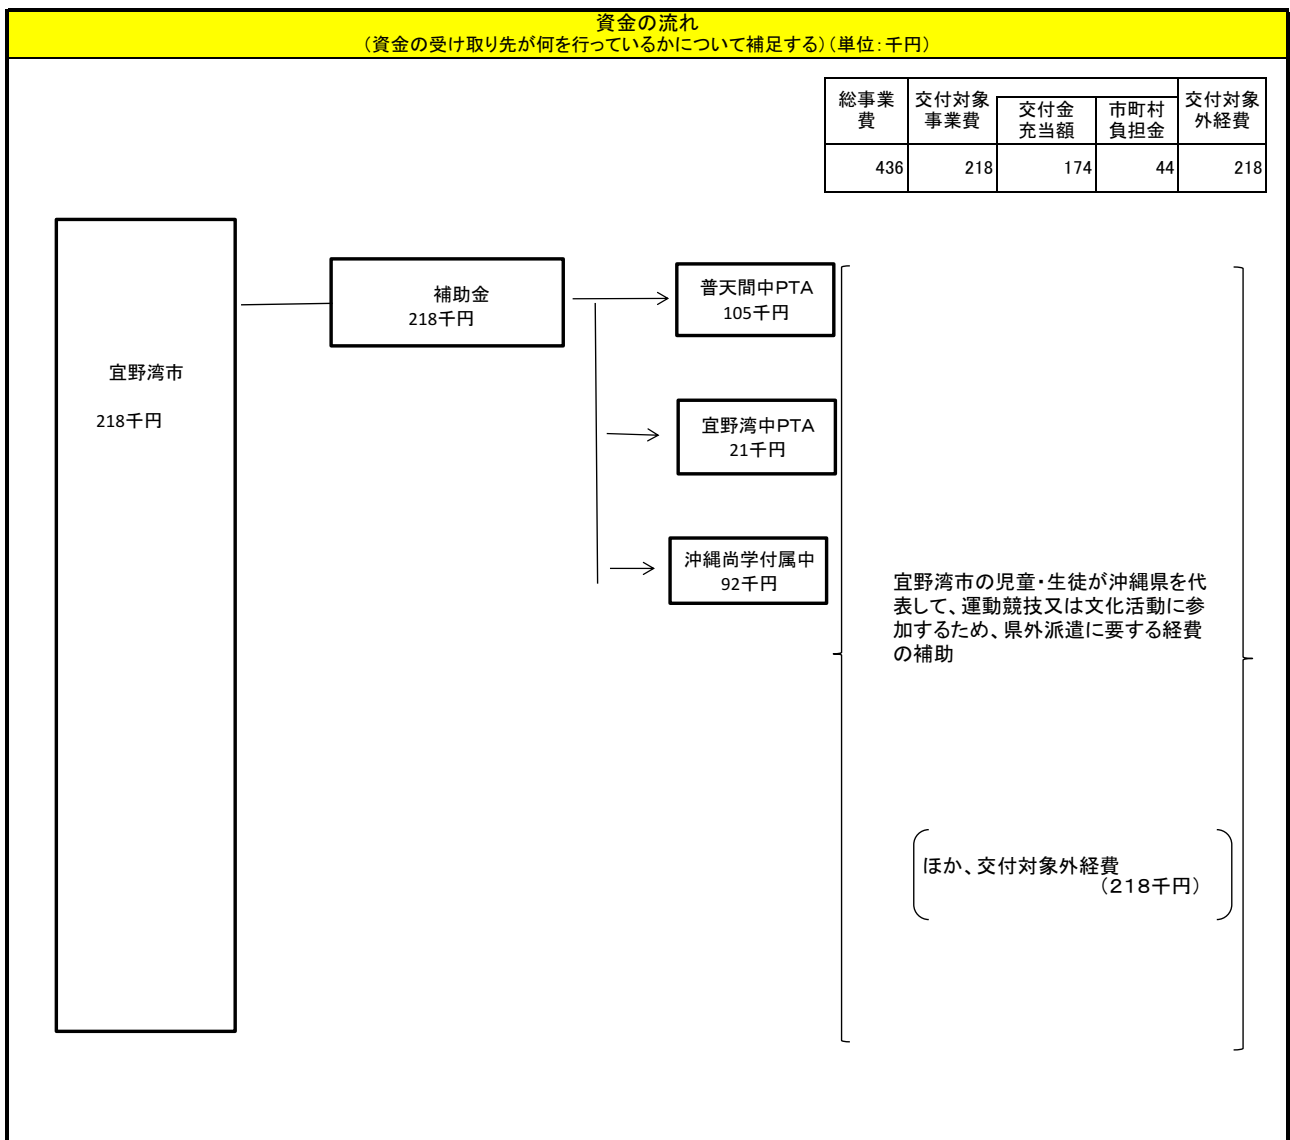 資金の流れ
（資金の受け取り先が何を行っているかについて補足する）（単位：千円）
総事業
費
交付対象
事業費
交付金
充当額
市町村
負担金
交付対象
外経費
436
218
174
44
218
宜野湾市
218千円
補助金
218千円
普天間中PTA
105千円
宜野湾中PTA
21千円
沖縄尚学付属中
92千円
宜野湾市の児童・生徒が沖縄県を代
表して、運動競技又は文化活動に参
加するため、県外派遣に要する経費
の補助
ほか、交付対象外経費
（218千円）